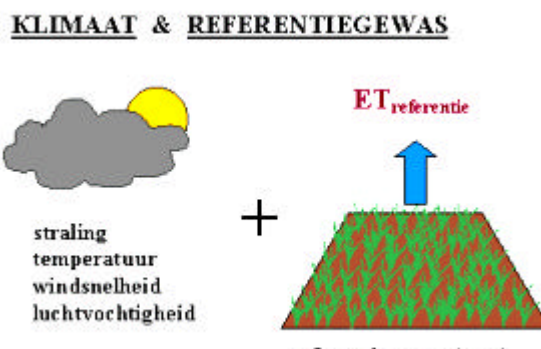 KLIMAAT & REFERENTIEGEWAS
ETreferentie
+
straling
temperatuur
windsnelheid
luchtvochtigheid